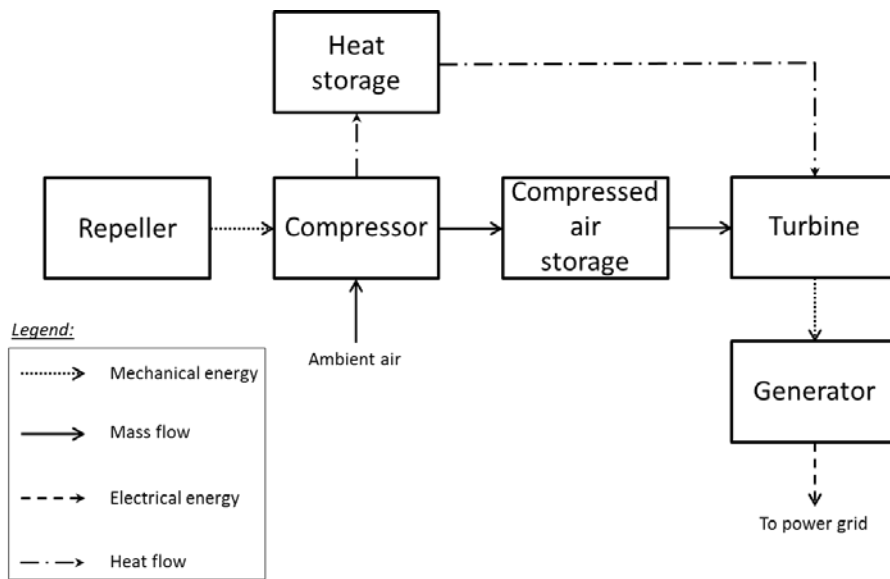 Heat
storage
Repeller
Compressor
Compressed
air
storage
Turbine
Legend:
Mechanical energy
Mass flow
Electrical energy
Heat flow
Ambient air
Generator
To power grid